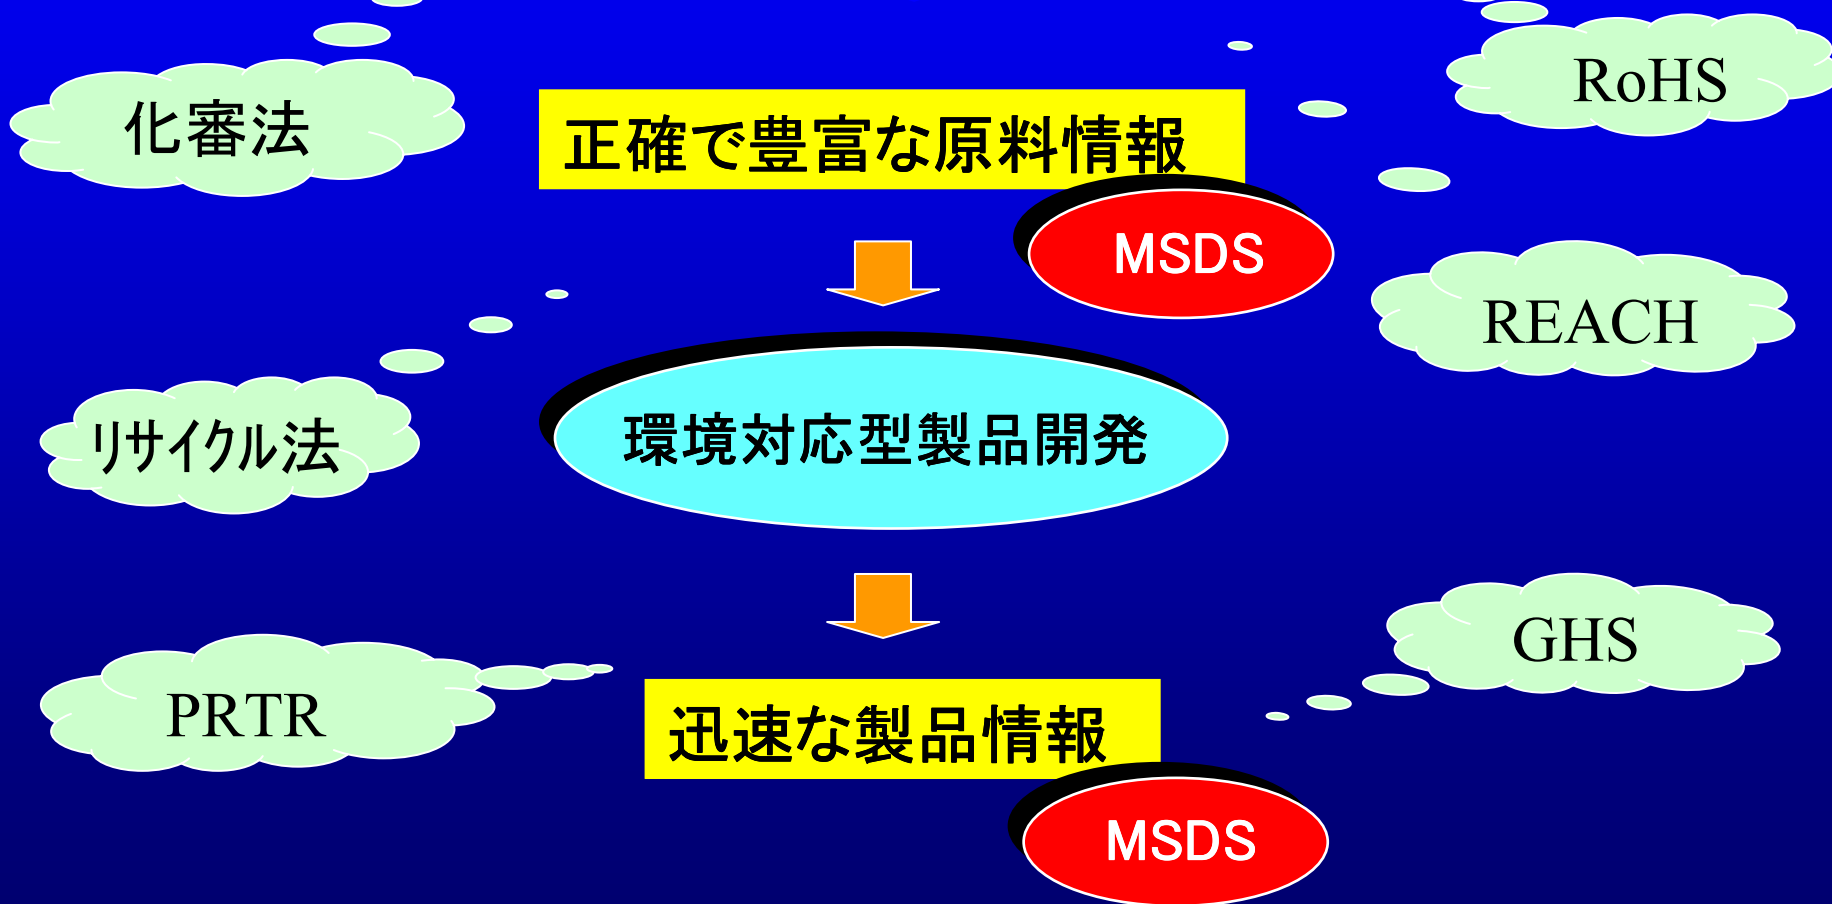 化審法
正確で豊富な原料情報
RoHS
MSDS
REACH
リサイクル法
環境対応型製品開発
GHS
PRTR
迅速な製品情報
MSDS